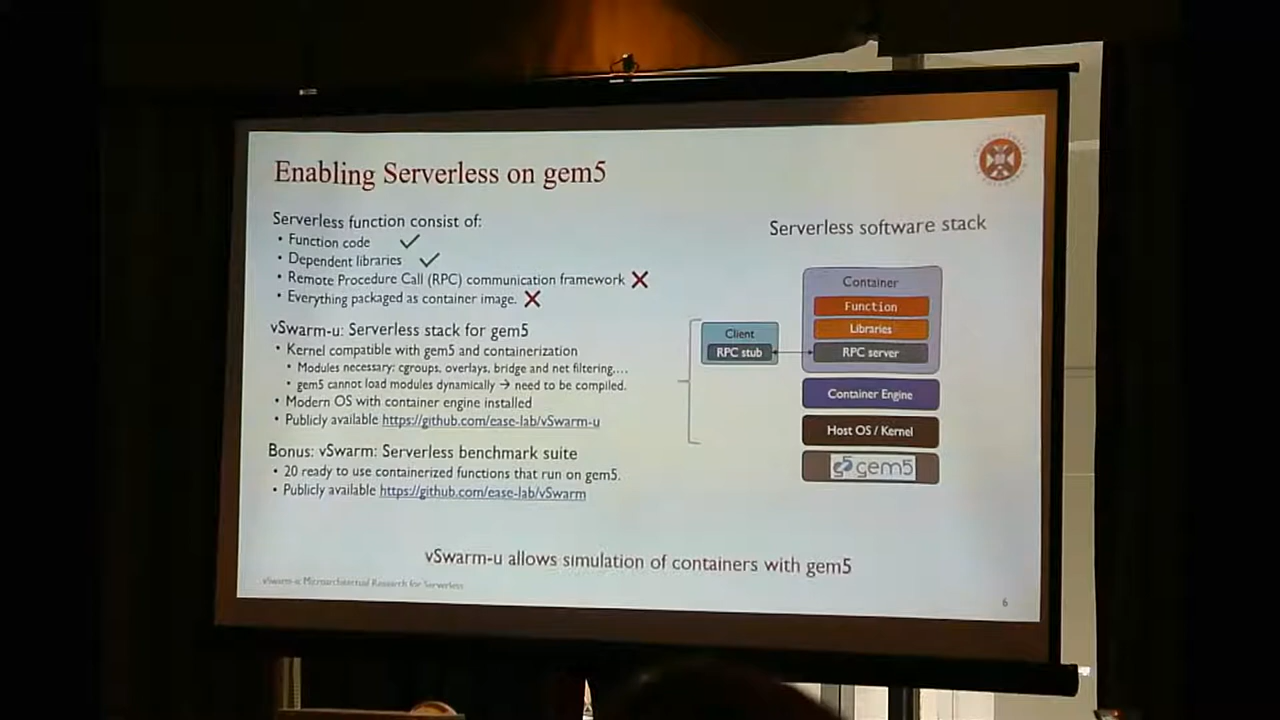 Enabling Serverless on gem5
Serverless function consist of:
• Function code
• Dependent libraries
• Remote Procedure Call (RPC) communication framework
• Everything packaged as container image.
vSwarm-u: Serverless stack for gem5
• Kernel compatible with gem5 and containerization
• Modules necessary: cgroups, overlays, bridge and net filtering,…
• gem5 cannot load modules dynamically → need to be compiled.
• Modern OS with container engine installed
• Publicly available https://github.com/ease-lab/vSwarm-u
Bonus: vSwarm: Serverless benchmark suite
• 20 ready to use containerized functions that run on gem5.
• Publicly available https://github.com/ease-lab/vSwarm
Serverless software stack
Container
Function
Libraries
RPC server
Client
RPC stub
Container Engine
Host OS / Kernel
gem5
vSwarm-u allows simulation of containers with gem5
vSwarm-u: Microarchitectual Research for Serverless
6